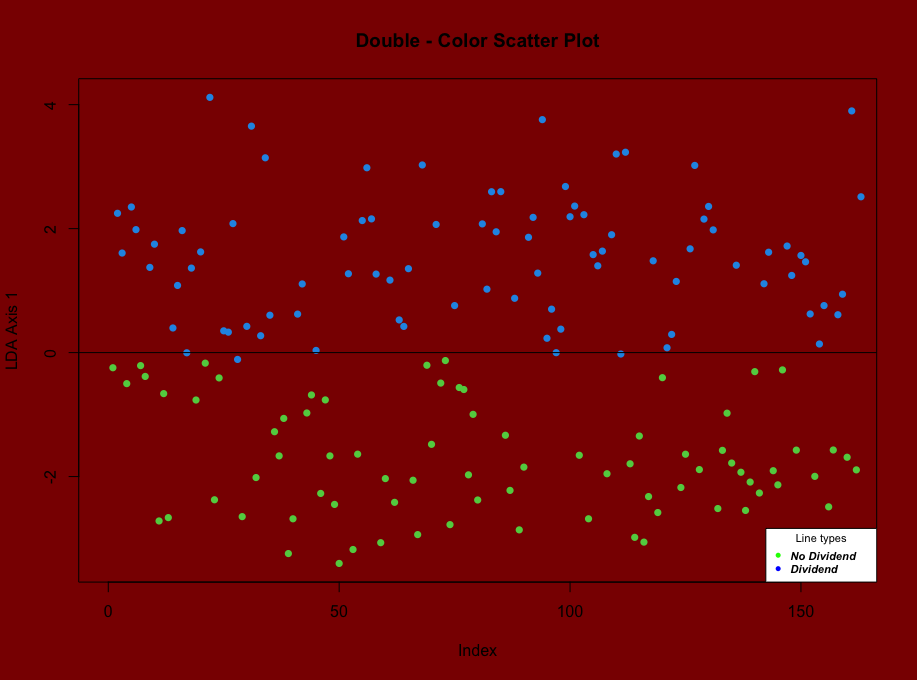 Double - Color Scatter Plot
LDA Axis 1
4
2
0
-2
0
50
100
150
Index
Line types
No Dividend
Dividend